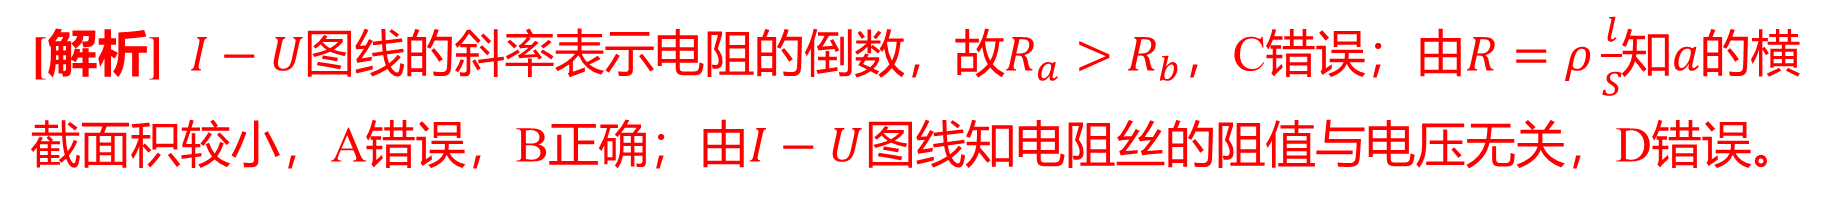 [解析] I − U图线的斜率表示电阻的倒数，故Rₐ > R_b，C错误；由R = ρ l/S知a的横
截面积较小，A错误，B正确；由I − U图线知电阻丝的阻值与电压无关，D错误。